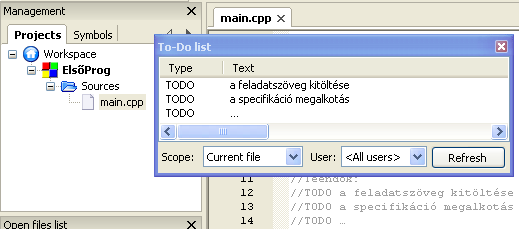 Management
Projects
Symbols
Workspace
ElsőProg
Sources
main.cpp
Open files list
main.cpp
To-Do list
Type Text
TODO a feladatszöveg kitöltése
TODO a specifikáció megalkotás
TODO ...
Scope: Current file User: <All users> Refresh
11 //teendők:
12 //TODO a feladatszöveg kitöltése
13 //TODO a specifikáció megalkotás
14 //TODO …